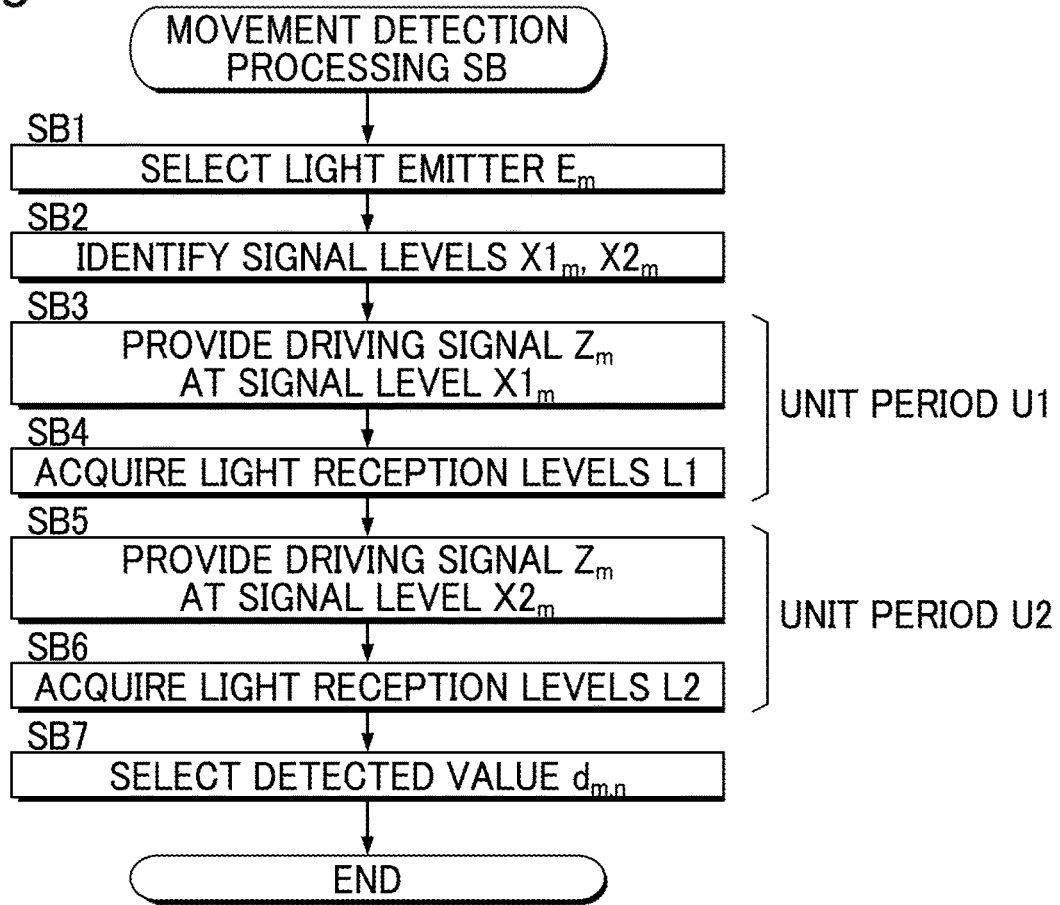 MOVEMENT DETECTION
PROCESSING SB
SB1
SELECT LIGHT EMITTER Em
SB2
IDENTIFY SIGNAL LEVELS X1m, X2m
SB3
PROVIDE DRIVING SIGNAL Zm
AT SIGNAL LEVEL X1m
UNIT PERIOD U1
SB4
ACQUIRE LIGHT RECEPTION LEVELS L1
SB5
PROVIDE DRIVING SIGNAL Zm
AT SIGNAL LEVEL X2m
UNIT PERIOD U2
SB6
ACQUIRE LIGHT RECEPTION LEVELS L2
SB7
SELECT DETECTED VALUE dm,n
END